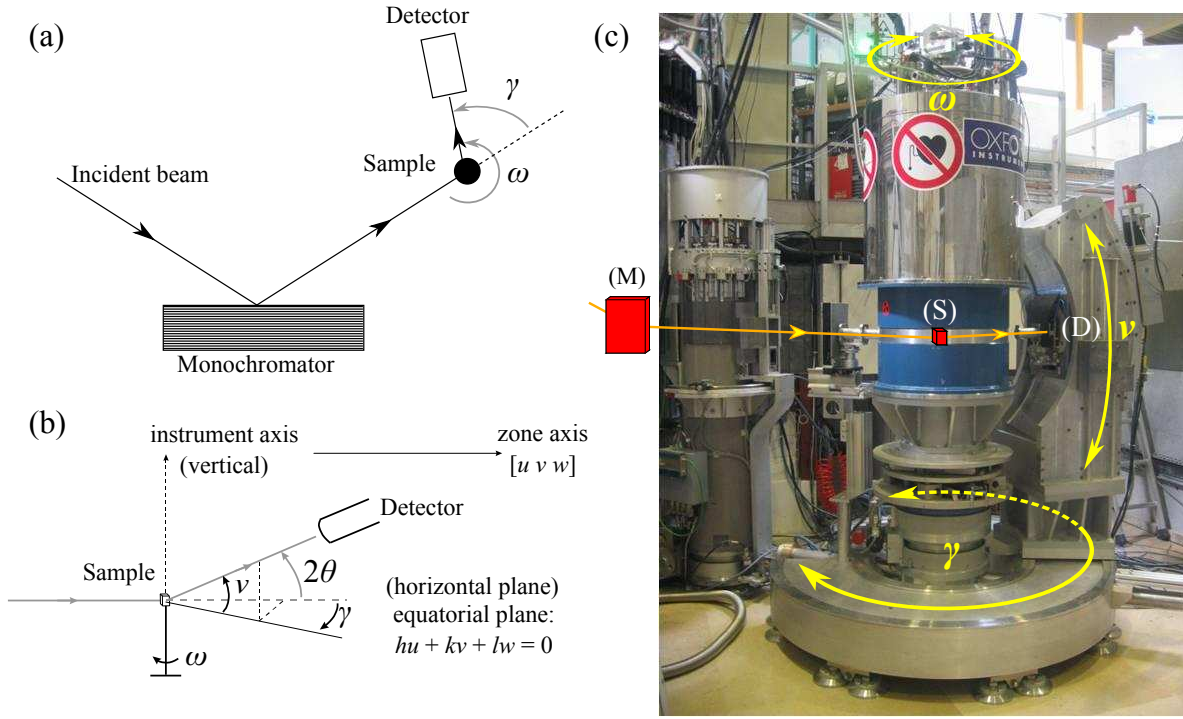 (a)
Detector
γ
Sample
ω
Incident beam
Monochromator
(b)
instrument axis
(vertical)
zone axis
[u v w]
Detector
Sample
ν
2θ
γ
ω
(horizontal plane)
equatorial plane:
hu + kv + lw = 0
(c)
ω
OXFO
INSTRUME
(M)
(S)
(D)
ν
γ